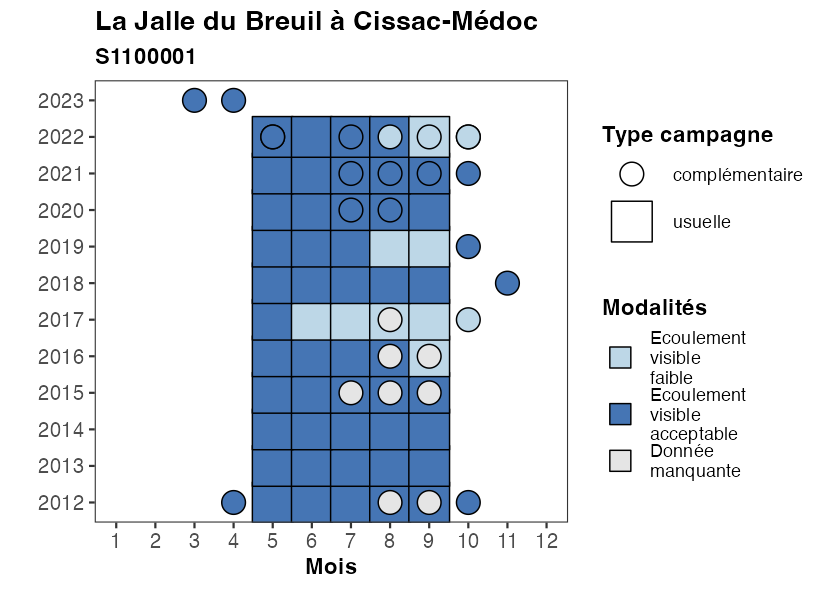 La Jalle du Breuil à Cissac-Médoc
S1100001
2023
2022
2021
2020
2019
2018
2017
2016
2015
2014
2013
2012
1 2 3 4 5 6 7 8 9 10 11 12
Mois
Type campagne
complémentaire
usuelle
Modalités
Ecoulement
visible
faible
Ecoulement
visible
acceptable
Donnée
manquante